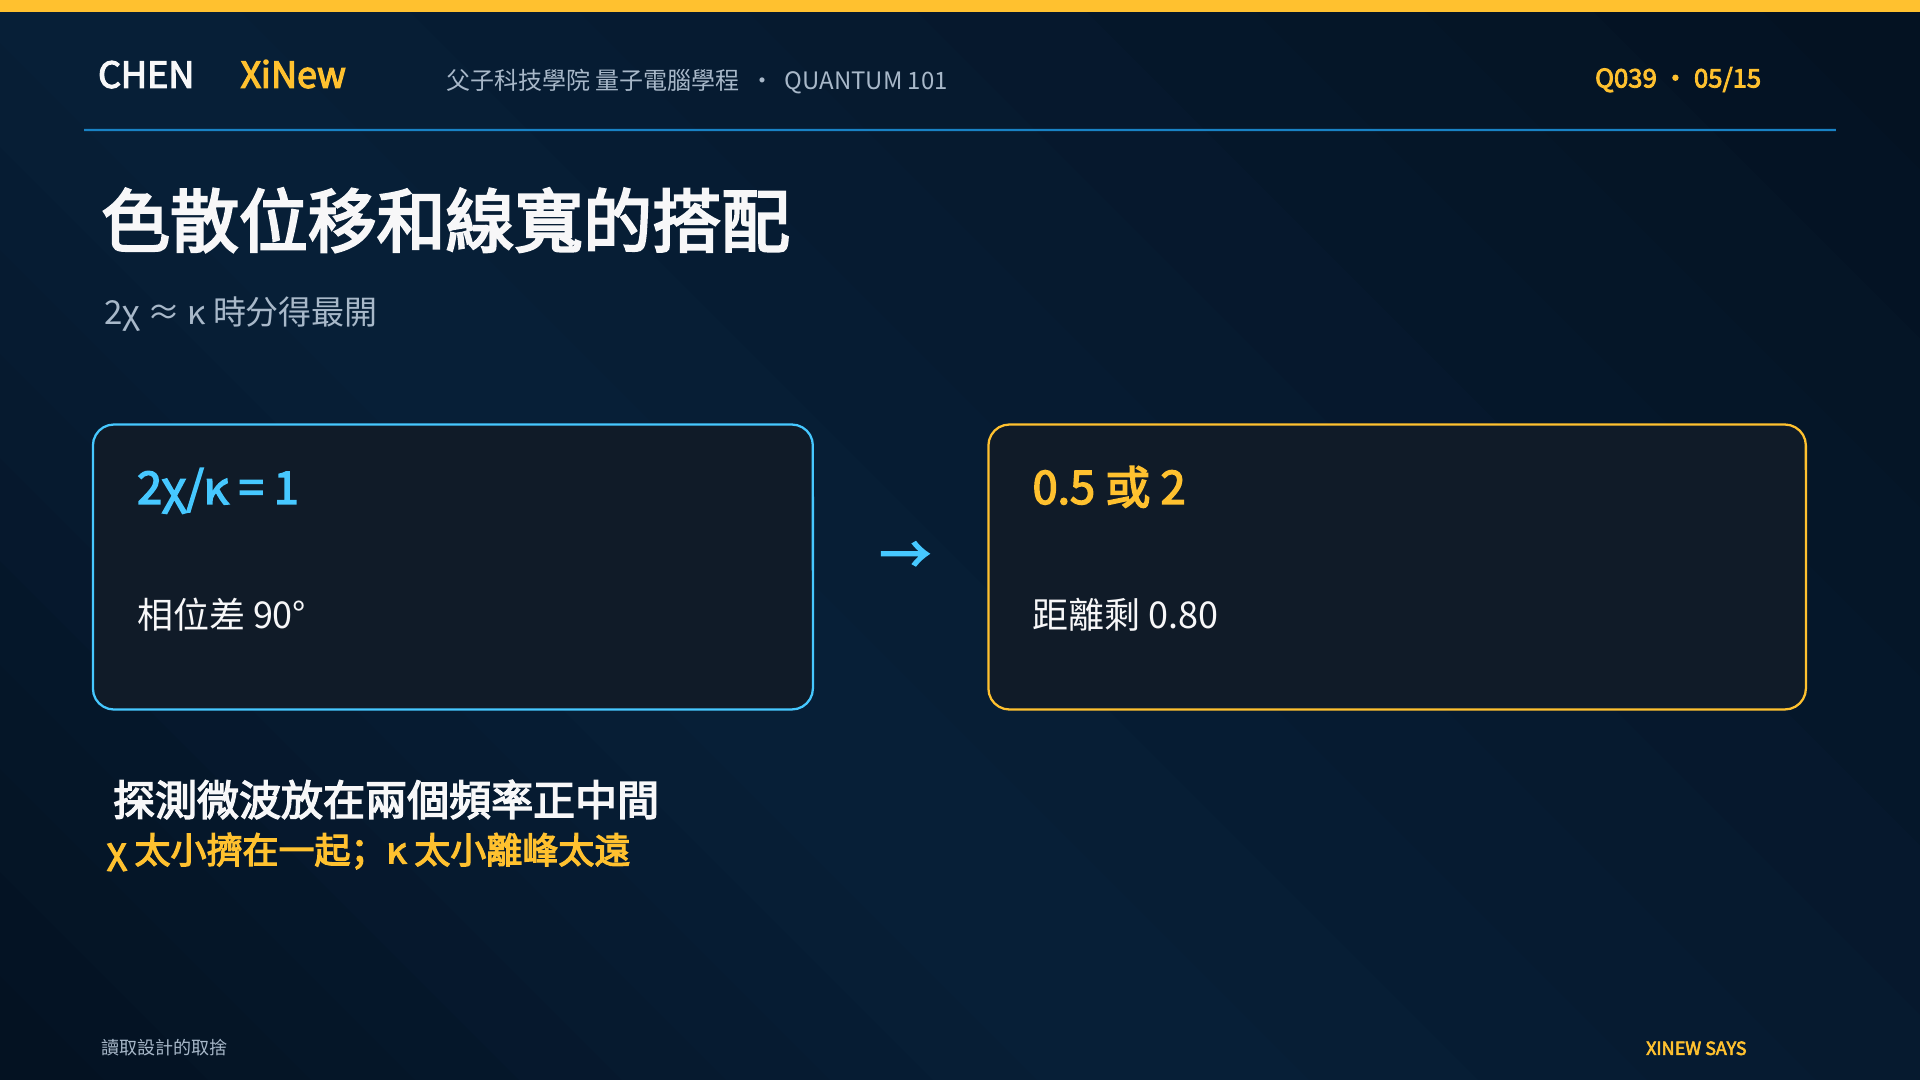 CHEN XiNew 父子科技學院 量子電腦學程 · QUANTUM 101 Q039 · 05/15
色散位移和線寬的搭配
2χ ≈ κ 時分得最開
2χ/κ = 1
相位差 90°
→
0.5 或 2
距離剩 0.80
探測微波放在兩個頻率正中間
χ 太小擠在一起；κ 太小離峰太遠
讀取設計的取捨
XINEW SAYS